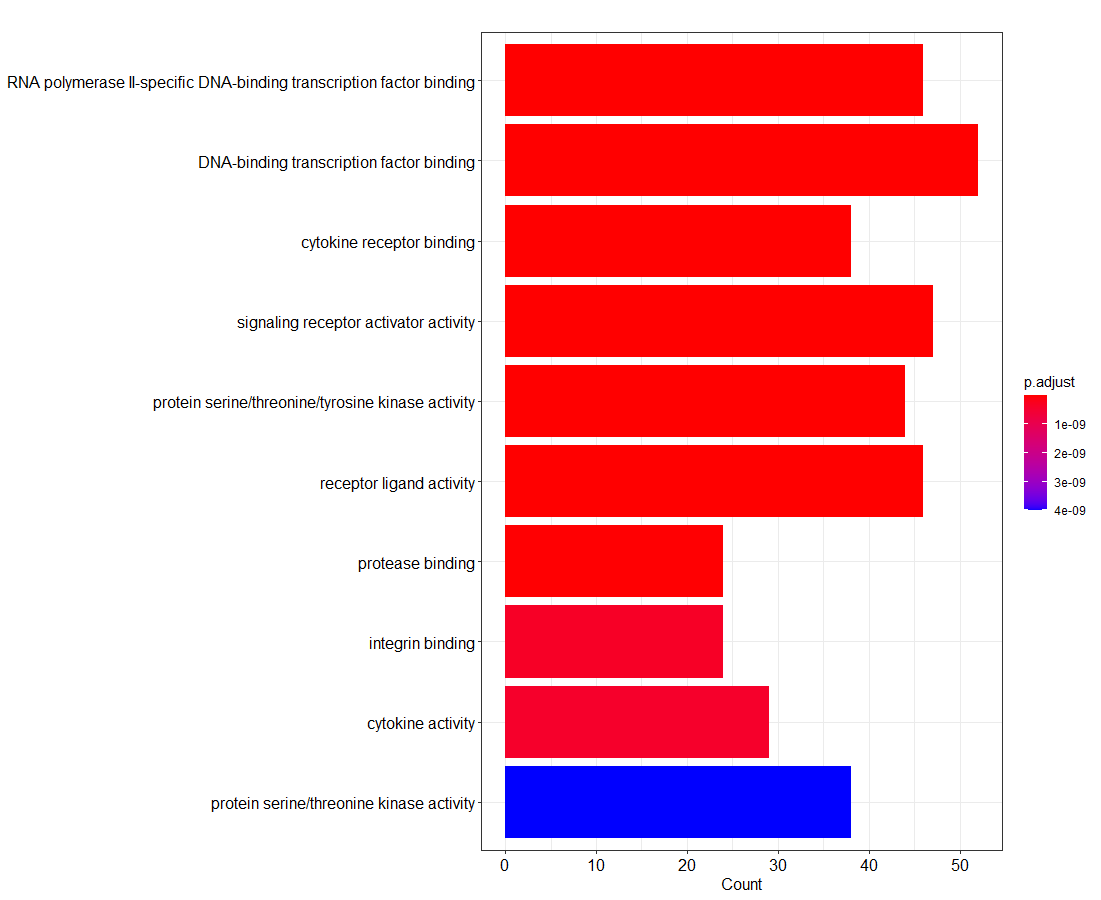 RNA polymerase II-specific DNA-binding transcription factor binding
DNA-binding transcription factor binding
cytokine receptor binding
signaling receptor activator activity
protein serine/threonine/tyrosine kinase activity
receptor ligand activity
protease binding
integrin binding
cytokine activity
protein serine/threonine kinase activity
0 10 20 30 40 50
Count
p.adjust
1e-09
2e-09
3e-09
4e-09